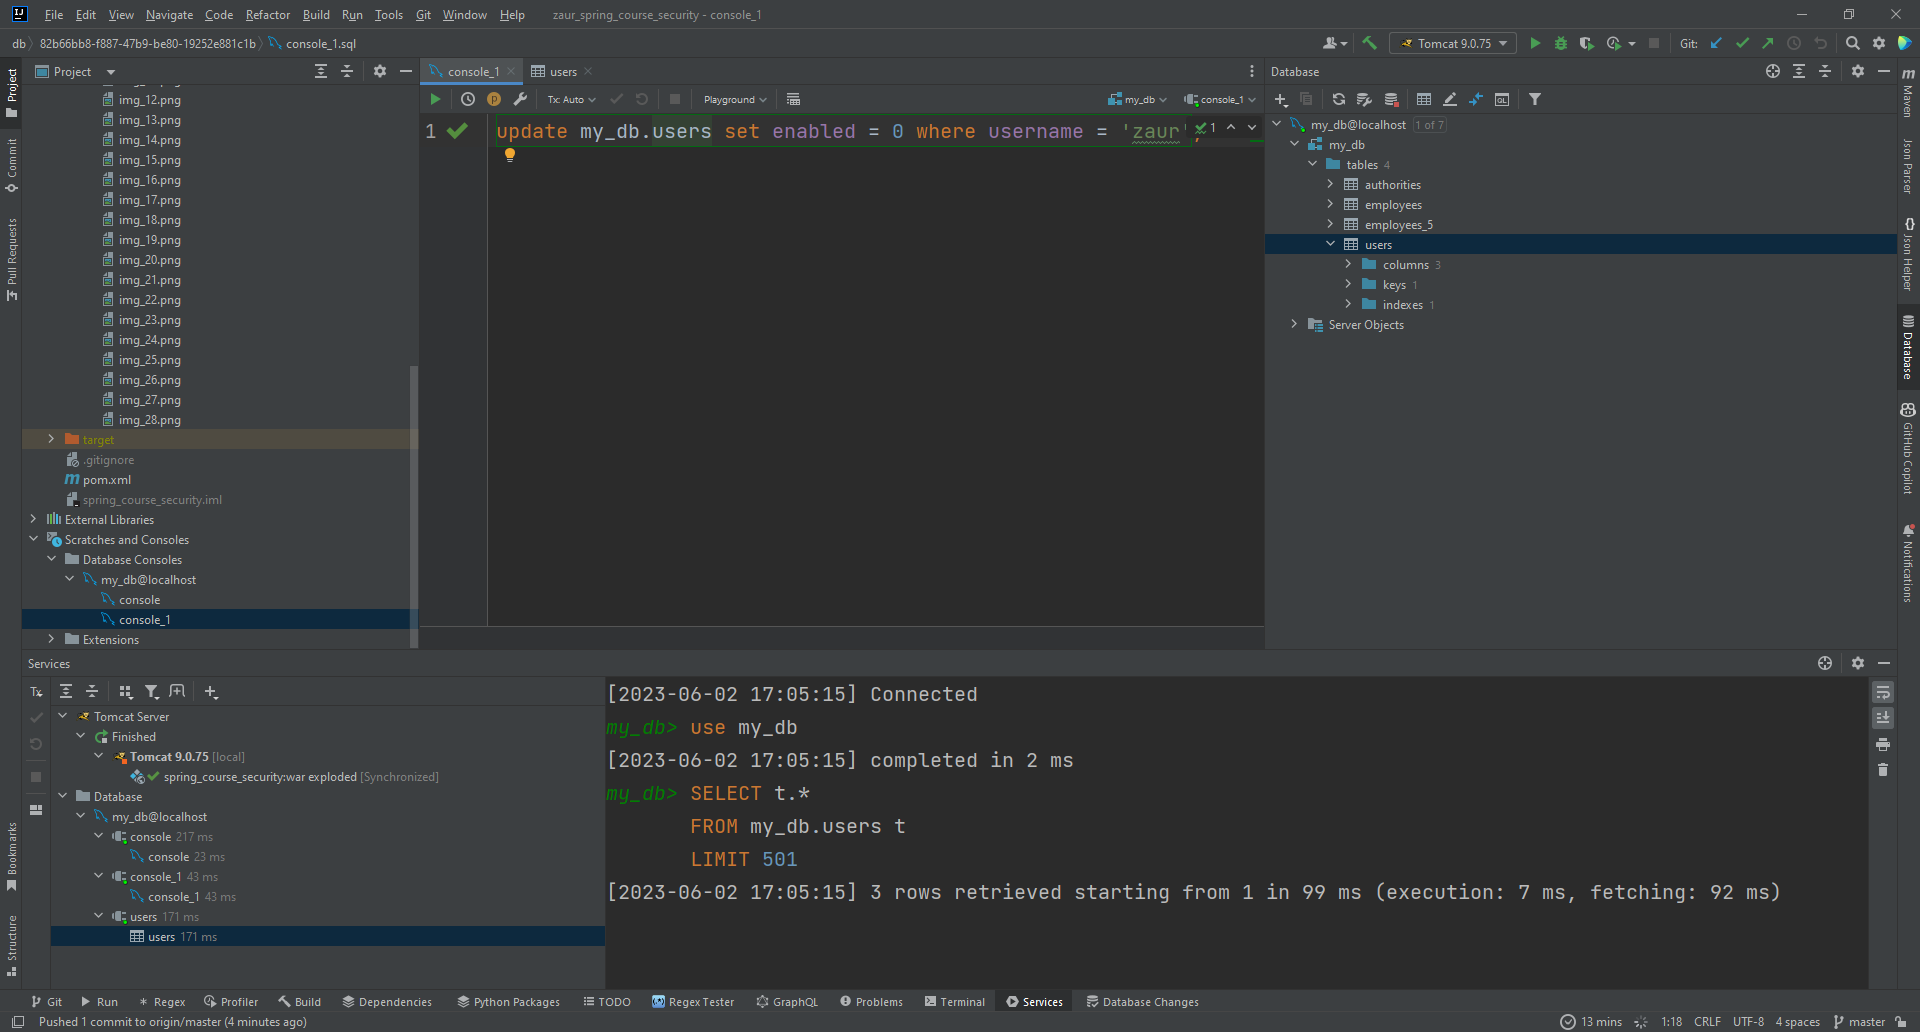 File Edit View Navigate Code Refactor Build Run Tools Git Window Help zaur_spring_course_security - console_1
db 82b66bb8-f887-47b9-be80-19252e881c1b console_1.sql
Tomcat 9.0.75 Git:
Project
Project
Commit
Pull Requests
Bookmarks
Structure
img_12.png
img_13.png
img_14.png
img_15.png
img_16.png
img_17.png
img_18.png
img_19.png
img_20.png
img_21.png
img_22.png
img_23.png
img_24.png
img_25.png
img_26.png
img_27.png
img_28.png
target
.gitignore
pom.xml
spring_course_security.iml
External Libraries
Scratches and Consoles
Database Consoles
my_db@localhost
console
console_1
Extensions
console_1 users
Tx: Auto Playground my_db console_1
1 update my_db.users set enabled = 0 where username = 'zaur';
1
Database
my_db@localhost 1 of 7
my_db
tables 4
authorities
employees
employees_5
users
columns 3
keys 1
indexes 1
Server Objects
Maven
Json Parser
Json Helper
Database
GitHub Copilot
Notifications
Services
Tx
Tomcat Server
Finished
Tomcat 9.0.75 [local]
spring_course_security:war exploded [Synchronized]
Database
my_db@localhost
console 217 ms
console 23 ms
console_1 43 ms
console_1 43 ms
users 171 ms
users 171 ms
[2023-06-02 17:05:15] Connected
my_db> use my_db
[2023-06-02 17:05:15] completed in 2 ms
my_db> SELECT t.*
FROM my_db.users t
LIMIT 501
[2023-06-02 17:05:15] 3 rows retrieved starting from 1 in 99 ms (execution: 7 ms, fetching: 92 ms)
Git Run Regex Profiler Build Dependencies Python Packages TODO Regex Tester GraphQL Problems Terminal Services Database Changes
Pushed 1 commit to origin/master (4 minutes ago) 13 mins 1:18 CRLF UTF-8 4 spaces master